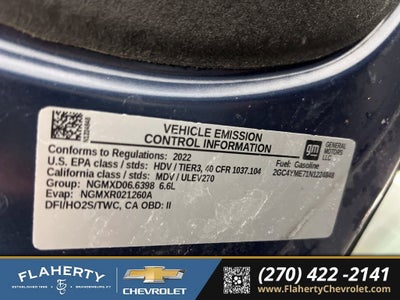 VEHICLE EMISSION
CONTROL INFORMATION
gm
GENERAL
MOTORS LLC
Conforms to Regulations: 2022
Fuel: Gasoline
U.S. EPA class / stds: HDV / TIER3, 40 CFR 1037.104
2GC4YME71N1224848
California class / stds: MDV / ULEV270
Group: NGMXD06.6398 6.6L
Evap: NGMXR021260A
DFI/HO2S/TWC, CA OBD: II
FLAHERTY
CHEVROLET
(270) 422-2141
FlahertyChevrolet.com